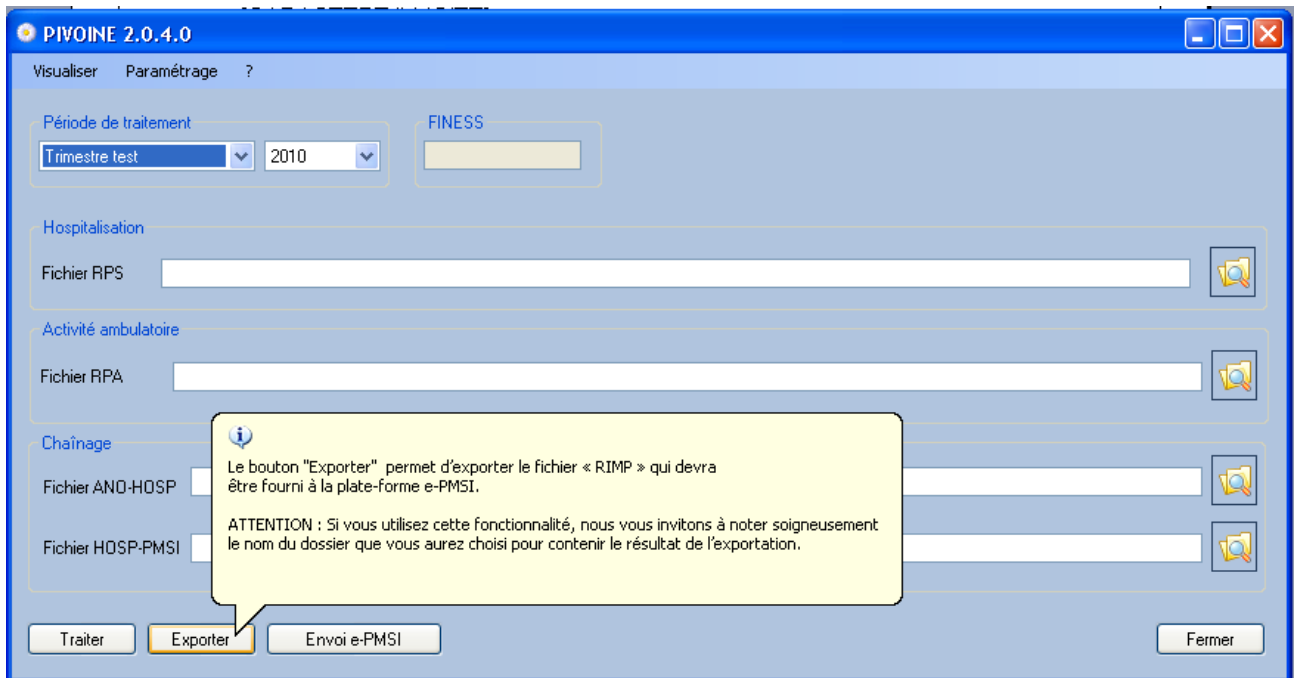 PIVOINE 2.0.4.0
Visualiser Paramétrage ?
Période de traitement FINESS
Trimestre test 2010
Hospitalisation
Fichier RPS
Activité ambulatoire
Fichier RPA
Chaînage
Le bouton "Exporter" permet d'exporter le fichier « RIMP » qui devra
être fourni à la plate-forme e-PMSI.
Fichier ANO-HOSP
ATTENTION : Si vous utilisez cette fonctionnalité, nous vous invitons à noter soigneusement
le nom du dossier que vous aurez choisi pour contenir le résultat de l'exportation.
Fichier HOSP-PMSI
Traiter Exporter Envoi e-PMSI Fermer